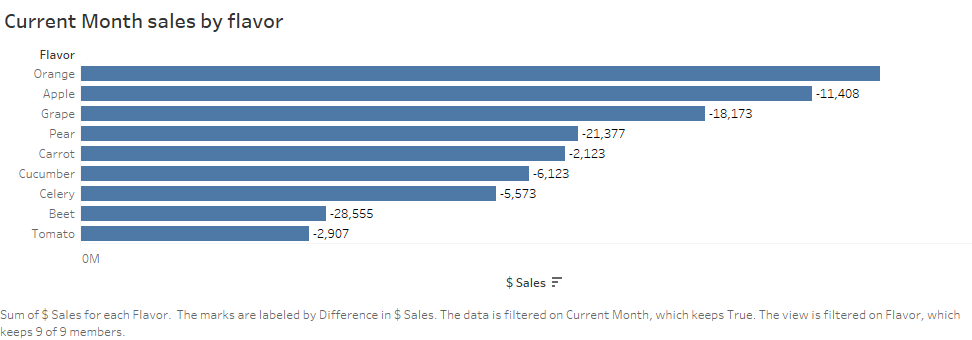 Current Month sales by flavor
Flavor
Orange
Apple -11,408
Grape -18,173
Pear -21,377
Carrot -2,123
Cucumber -6,123
Celery -5,573
Beet -28,555
Tomato -2,907
0M
$ Sales
Sum of $ Sales for each Flavor. The marks are labeled by Difference in $ Sales. The data is filtered on Current Month, which keeps True. The view is filtered on Flavor, which
keeps 9 of 9 members.